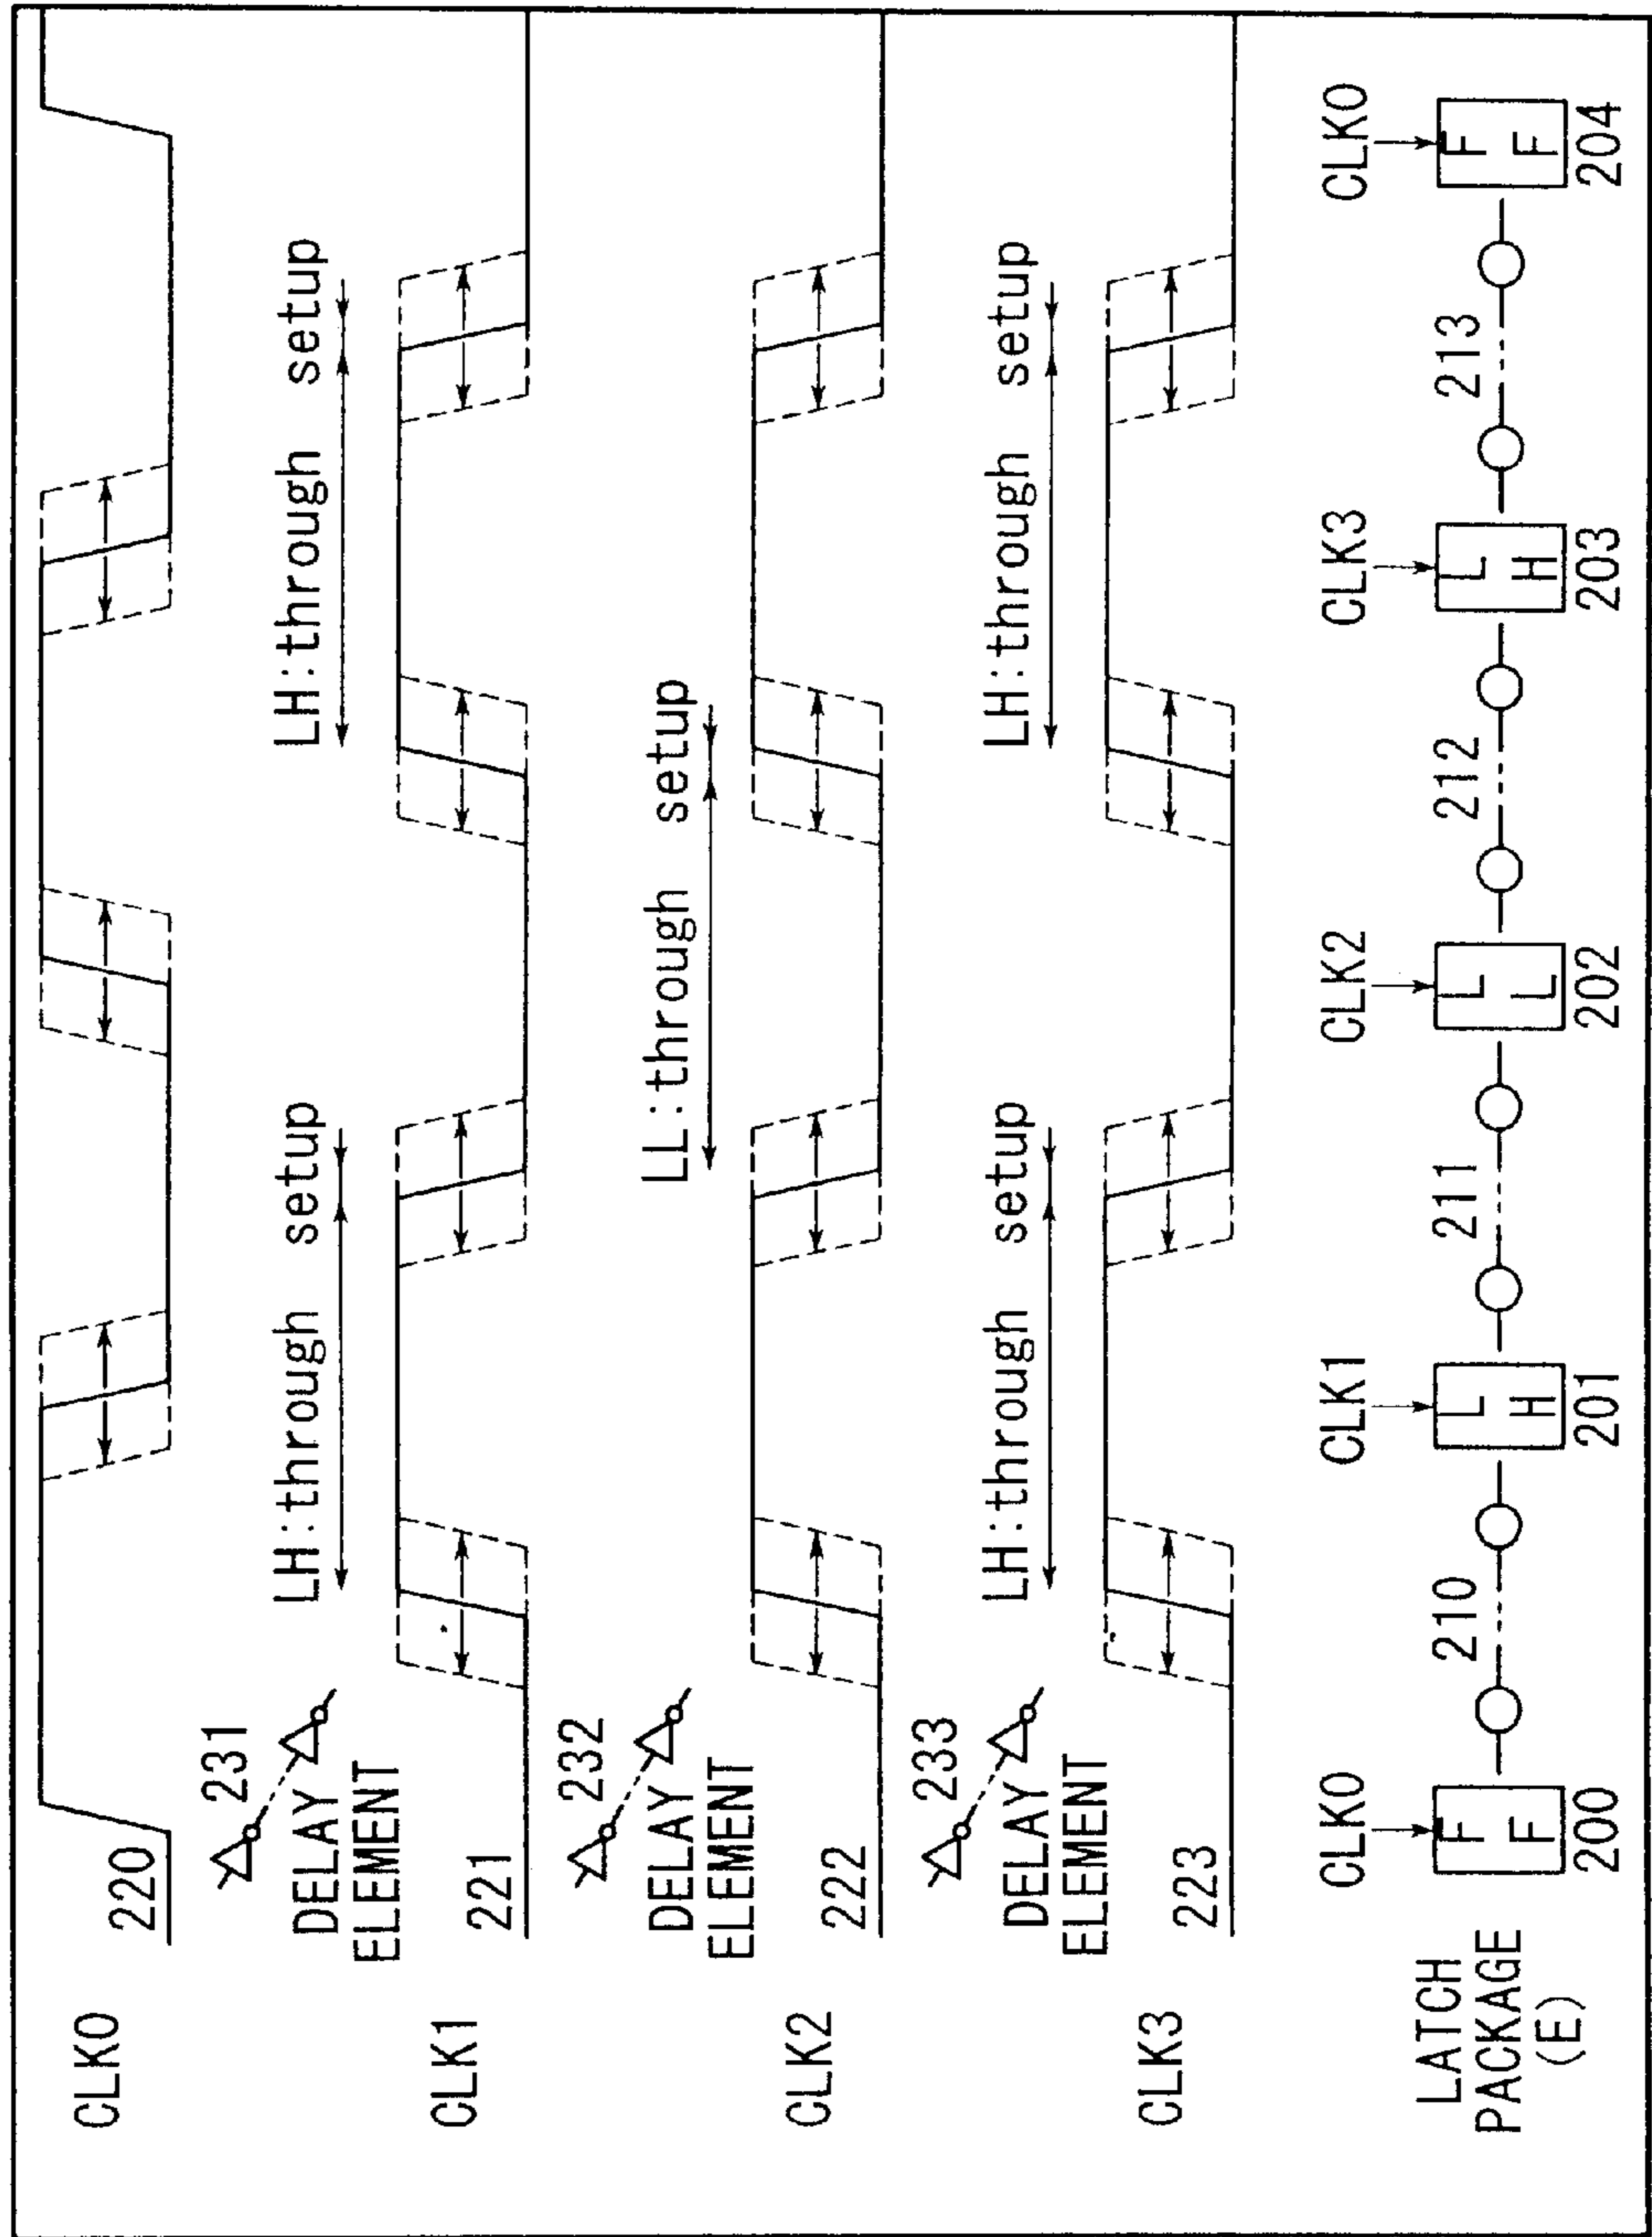 CLK0
220
231
DELAY
ELEMENT
LH:through setup
LH:through setup
CLK1
221
232
DELAY
ELEMENT
LL:through setup
CLK2
222
233
DELAY
ELEMENT
LH:through setup
LH:through setup
CLK3
223
CLK0
CLK1
CLK2
CLK3
CLK0
210
211
212
213
LATCH
PACKAGE
(E)
F
F
L
H
L
L
L
H
F
F
200
201
202
203
204